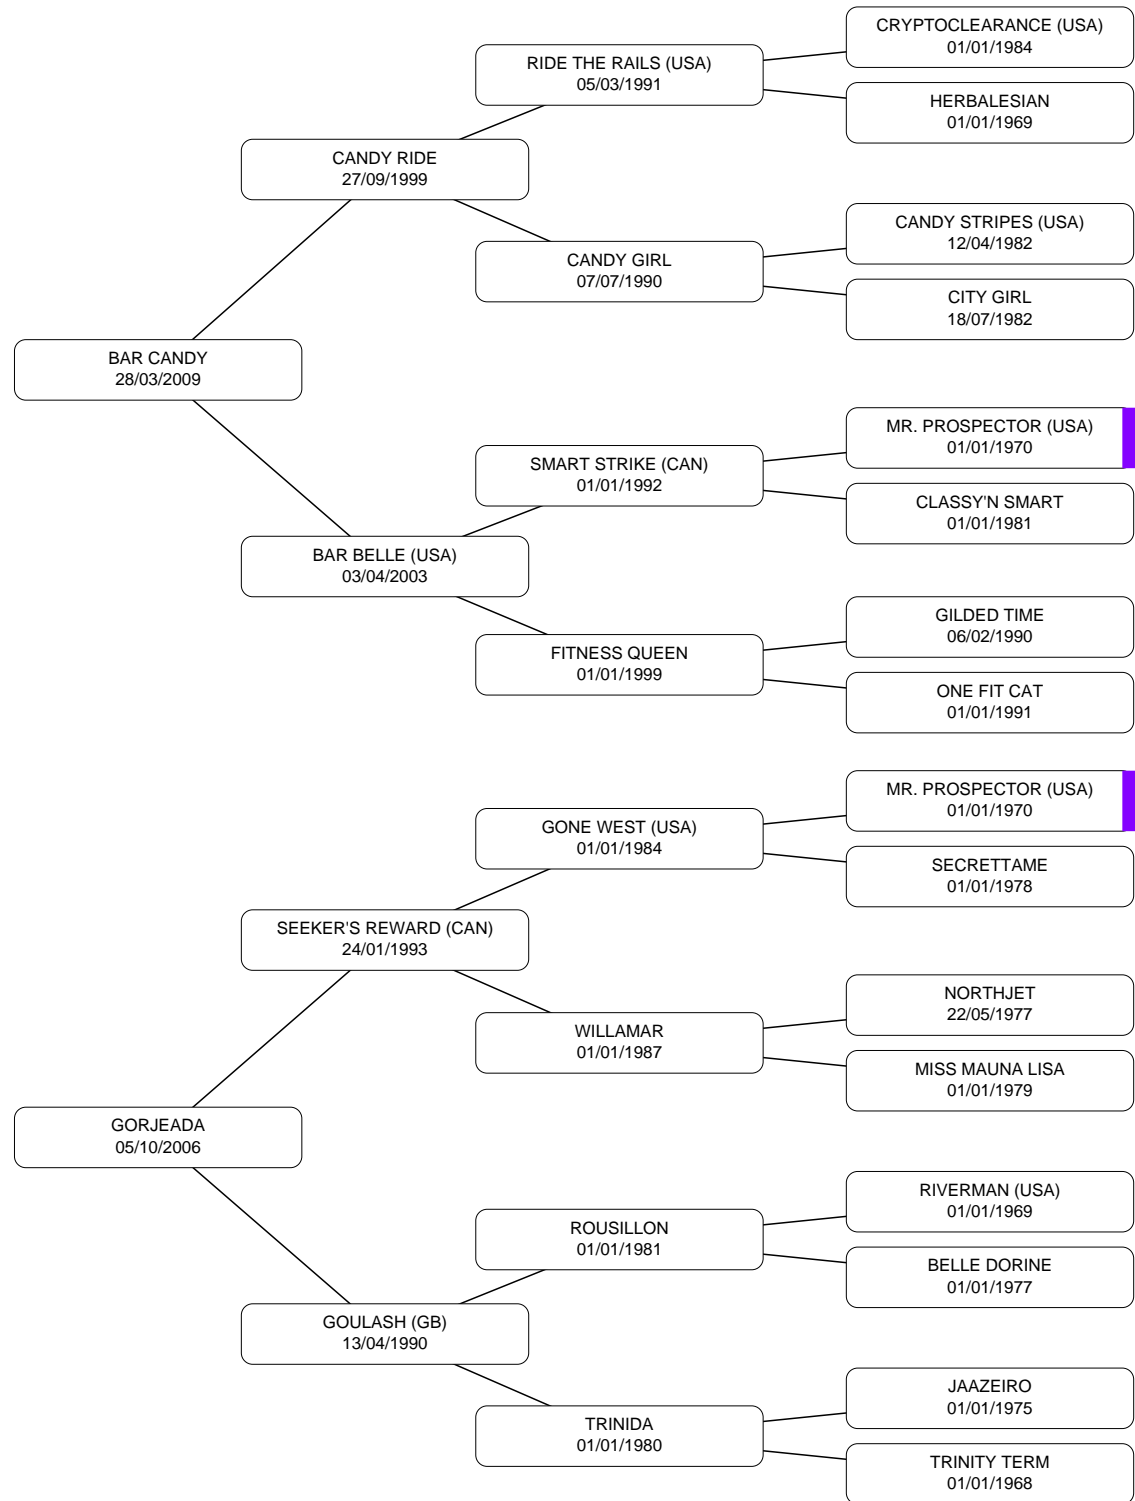 CRYPTOCLEARANCE (USA)
01/01/1984
RIDE THE RAILS (USA)
05/03/1991
HERBALESIAN
01/01/1969
CANDY RIDE
27/09/1999
CANDY STRIPES (USA)
12/04/1982
CANDY GIRL
07/07/1990
CITY GIRL
18/07/1982
BAR CANDY
28/03/2009
MR. PROSPECTOR (USA)
01/01/1970
SMART STRIKE (CAN)
01/01/1992
CLASSY'N SMART
01/01/1981
BAR BELLE (USA)
03/04/2003
GILDED TIME
06/02/1990
FITNESS QUEEN
01/01/1999
ONE FIT CAT
01/01/1991
MR. PROSPECTOR (USA)
01/01/1970
GONE WEST (USA)
01/01/1984
SECRETTAME
01/01/1978
SEEKER'S REWARD (CAN)
24/01/1993
NORTHJET
22/05/1977
WILLAMAR
01/01/1987
MISS MAUNA LISA
01/01/1979
GORJEADA
05/10/2006
RIVERMAN (USA)
01/01/1969
ROUSILLON
01/01/1981
BELLE DORINE
01/01/1977
GOULASH (GB)
13/04/1990
JAAZEIRO
01/01/1975
TRINIDA
01/01/1980
TRINITY TERM
01/01/1968